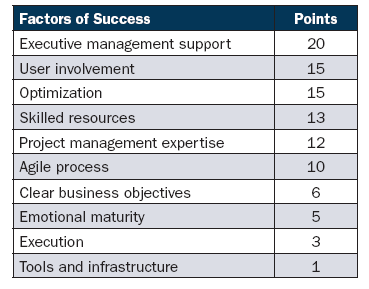 Factors of Success Points
Executive management support 20
User involvement 15
Optimization 15
Skilled resources 13
Project management expertise 12
Agile process 10
Clear business objectives 6
Emotional maturity 5
Execution 3
Tools and infrastructure 1